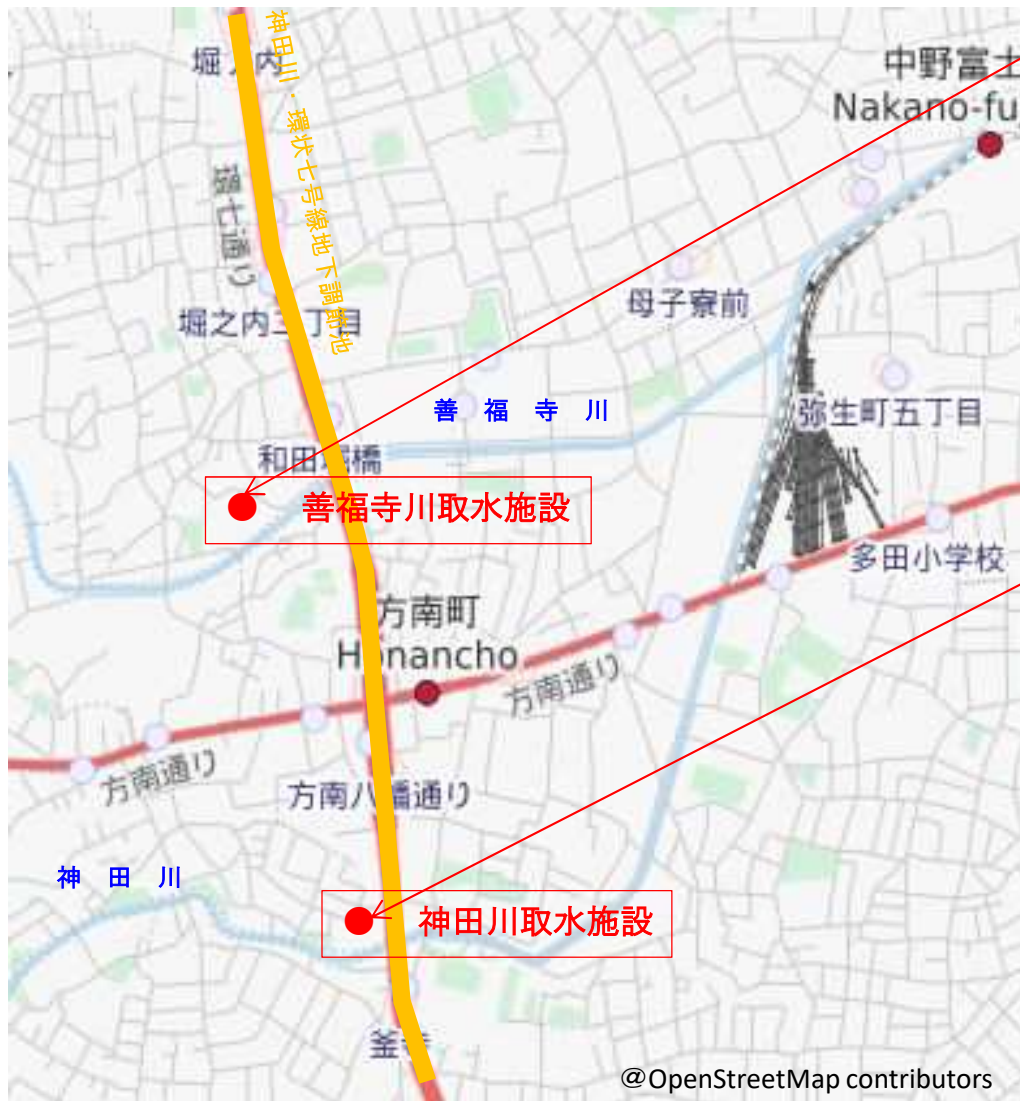 堀ノ内
神田川・環状七号線地下調節池
中野富士
Nakano-fu
環七通り
母子寮前
堀之内三丁目
善福寺川
弥生町五丁目
和田堀橋
善福寺川取水施設
多田小学校
方南町
Honancho
方南通り
方南通り
方南八幡通り
神田川
神田川取水施設
釜寺
@OpenStreetMap contributors